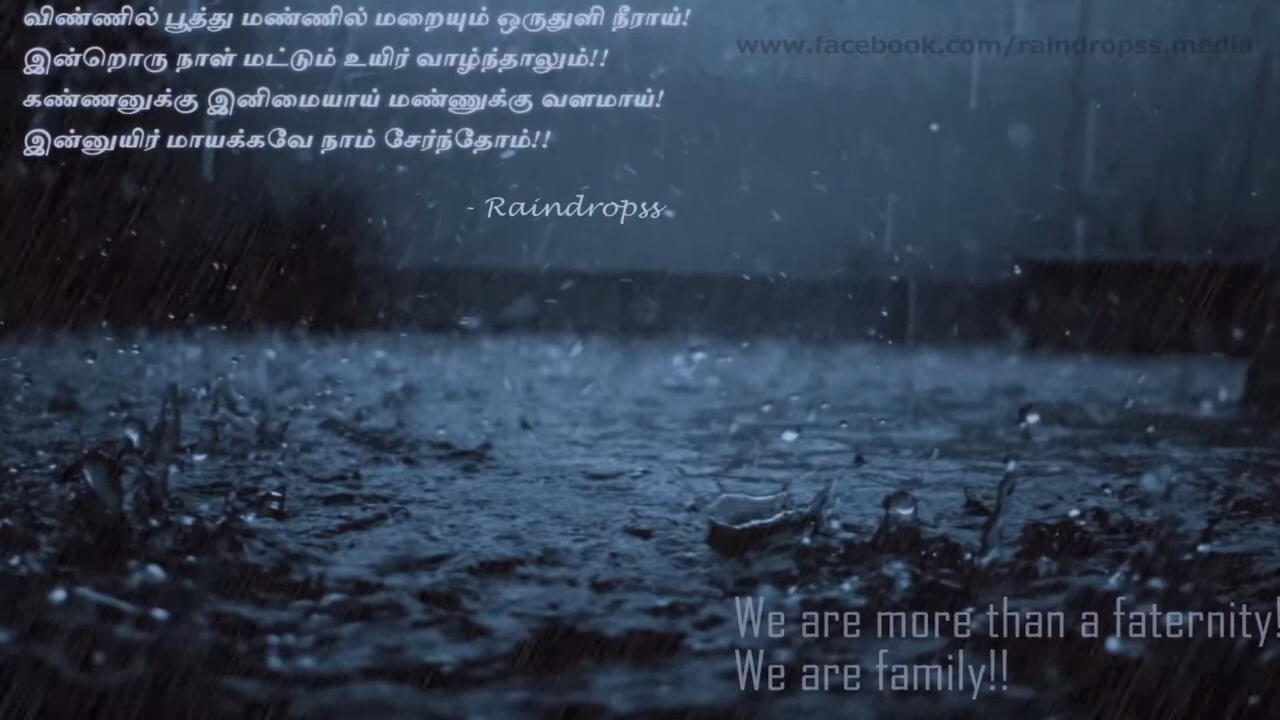 விண்ணில் பூத்து மண்ணில் மறையும் ஒருதுளி நீராய்!
இன்றொரு நாள் மட்டும் உயிர் வாழ்ந்தாலும்!!
கண்ணனுக்கு இனிமையாய் மண்ணுக்கு வளமாய்!
இன்னுயிர் மாயக்கவே நாம் சேர்ந்தோம்!!
- Raindropss
www.facebook.com/raindropss.media
We are more than a faternity!
We are family!!